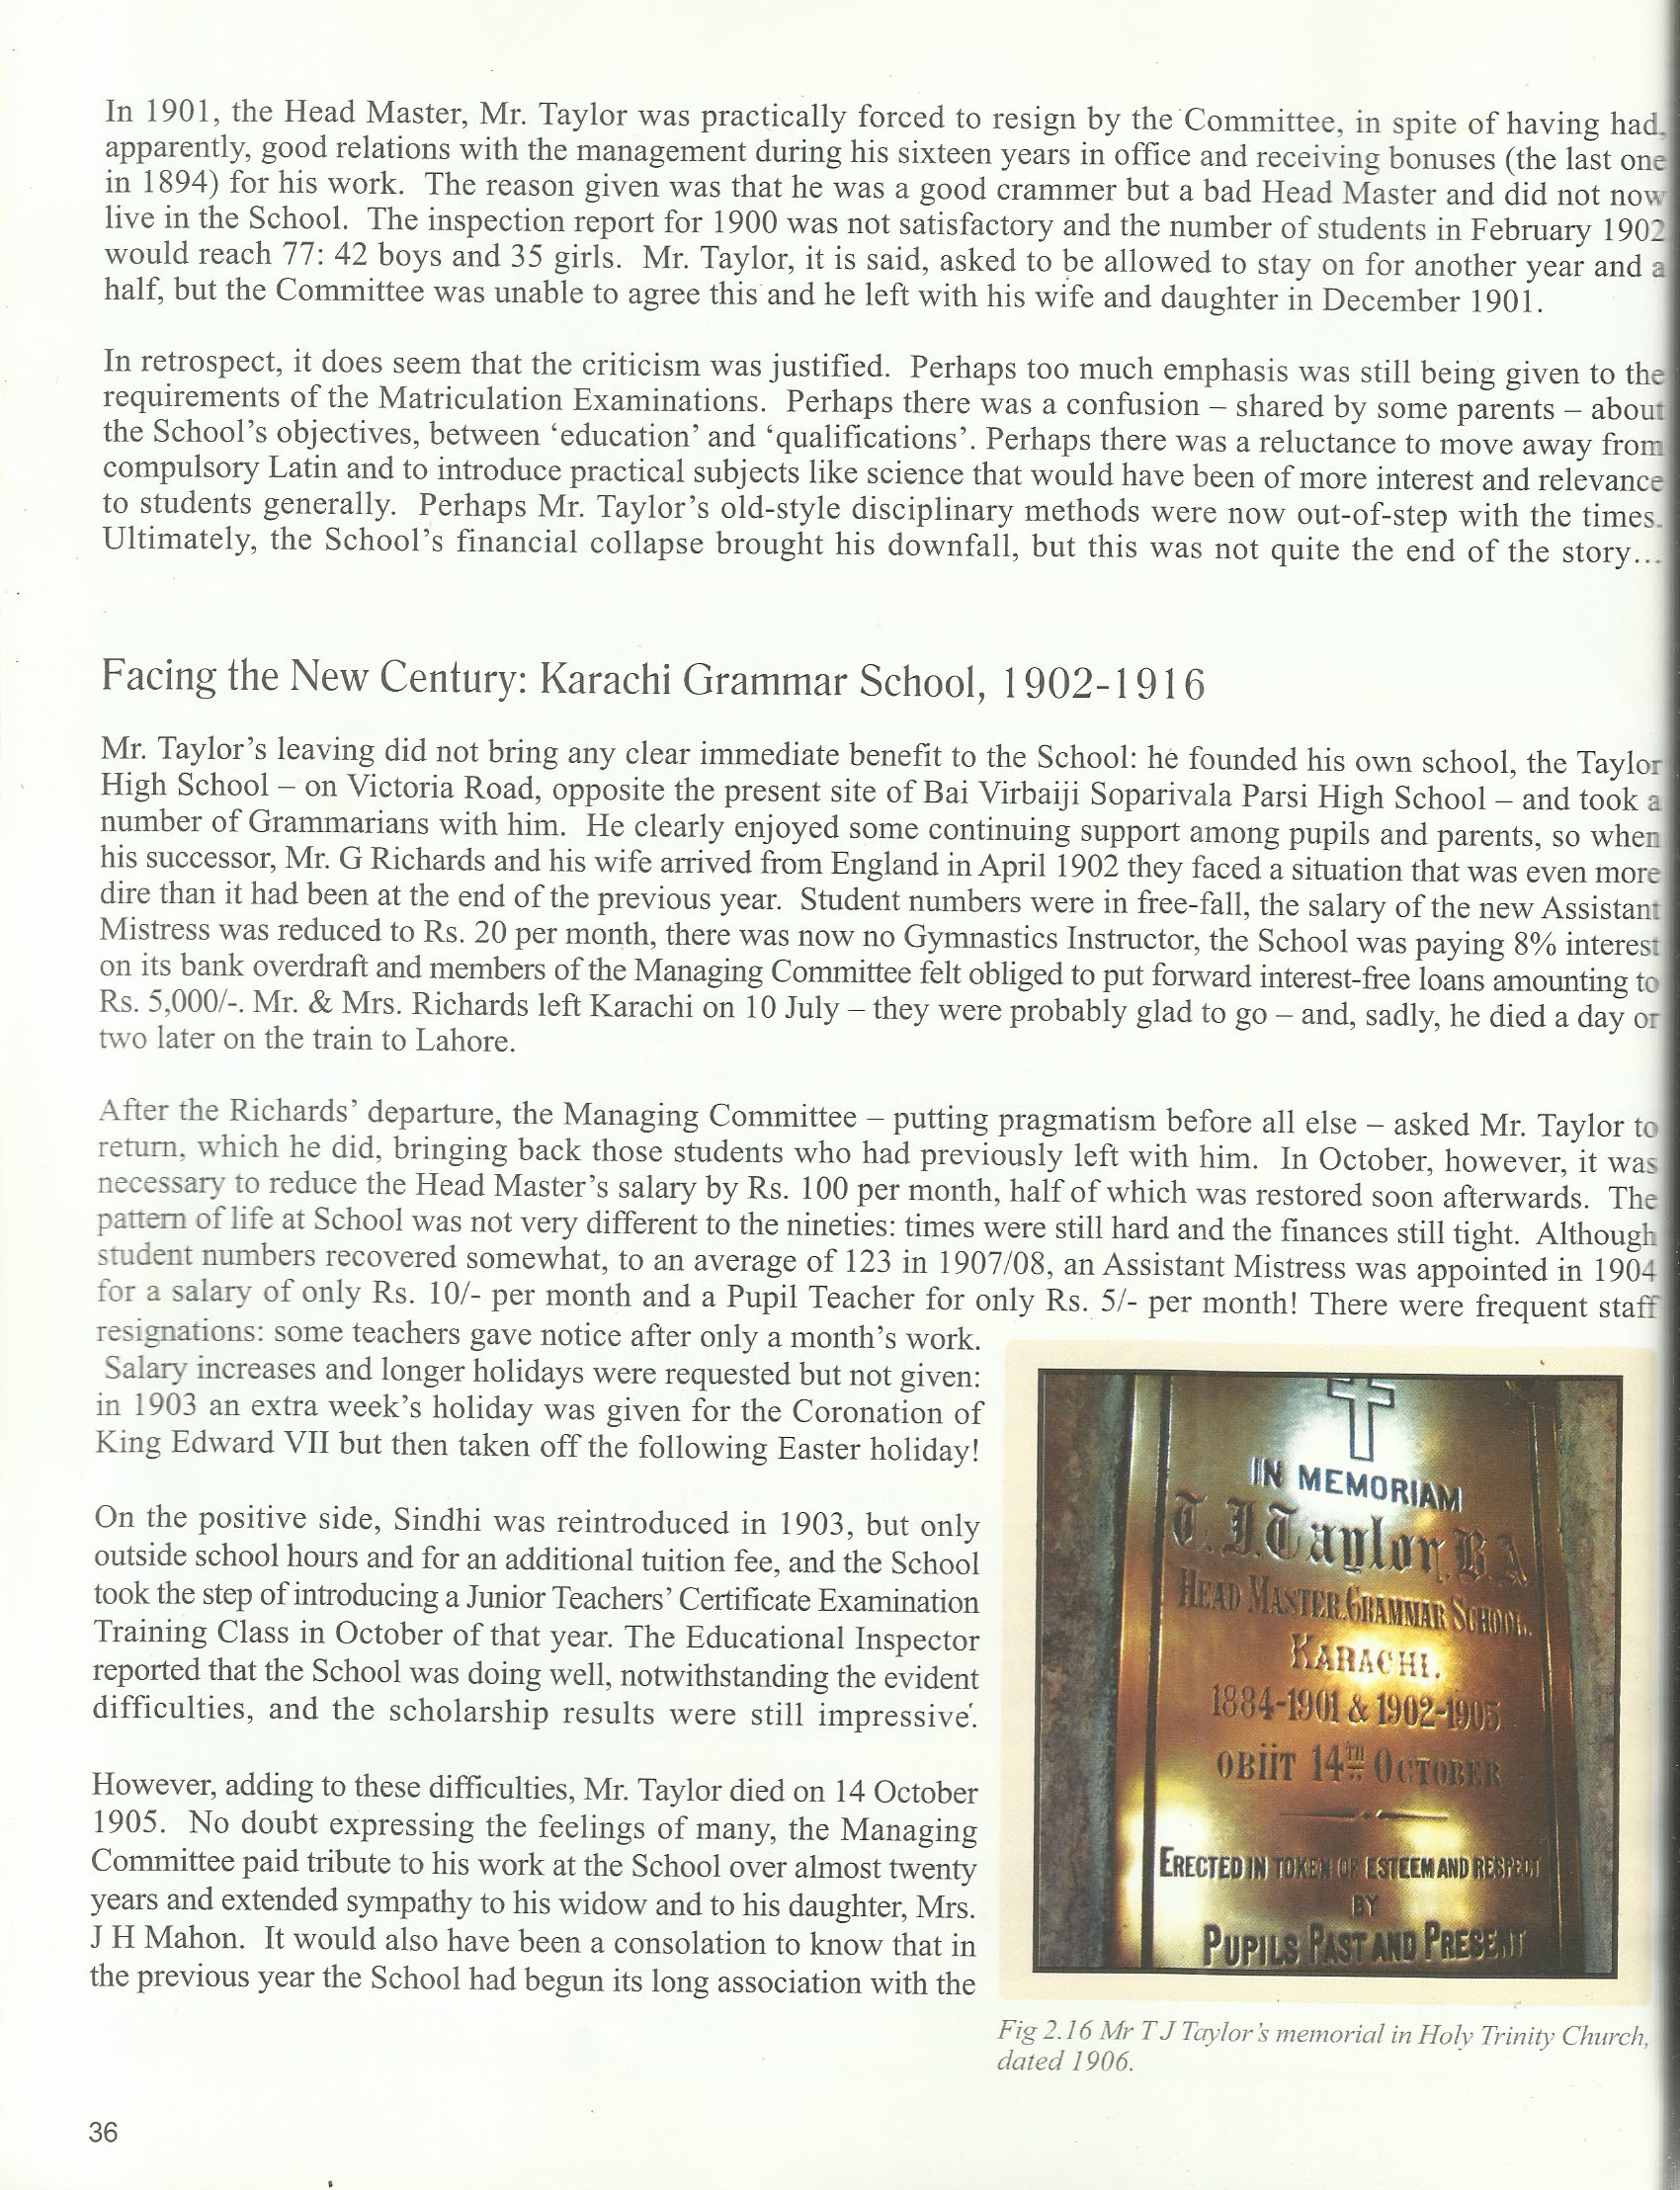 In 1901, the Head Master, Mr. Taylor was practically forced to resign by the Committee, in spite of having had,
apparently, good relations with the management during his sixteen years in office and receiving bonuses (the last one
in 1894) for his work. The reason given was that he was a good crammer but a bad Head Master and did not now
live in the School. The inspection report for 1900 was not satisfactory and the number of students in February 1902
would reach 77: 42 boys and 35 girls. Mr. Taylor, it is said, asked to be allowed to stay on for another year and a
half, but the Committee was unable to agree this and he left with his wife and daughter in December 1901.
In retrospect, it does seem that the criticism was justified. Perhaps too much emphasis was still being given to the
requirements of the Matriculation Examinations. Perhaps there was a confusion – shared by some parents – about
the School's objectives, between ‘education’ and ‘qualifications’. Perhaps there was a reluctance to move away from
compulsory Latin and to introduce practical subjects like science that would have been of more interest and relevance
to students generally. Perhaps Mr. Taylor's old-style disciplinary methods were now out-of-step with the times.
Ultimately, the School's financial collapse brought his downfall, but this was not quite the end of the story…
Facing the New Century: Karachi Grammar School, 1902-1916
Mr. Taylor's leaving did not bring any clear immediate benefit to the School: he founded his own school, the Taylor
High School – on Victoria Road, opposite the present site of Bai Virbaiji Soparivala Parsi High School – and took a
number of Grammarians with him. He clearly enjoyed some continuing support among pupils and parents, so when
his successor, Mr. G Richards and his wife arrived from England in April 1902 they faced a situation that was even more
dire than it had been at the end of the previous year. Student numbers were in free-fall, the salary of the new Assistant
Mistress was reduced to Rs. 20 per month, there was now no Gymnastics Instructor, the School was paying 8% interest
on its bank overdraft and members of the Managing Committee felt obliged to put forward interest-free loans amounting to
Rs. 5,000/-. Mr. & Mrs. Richards left Karachi on 10 July – they were probably glad to go – and, sadly, he died a day or
two later on the train to Lahore.
After the Richards’ departure, the Managing Committee – putting pragmatism before all else – asked Mr. Taylor to
return, which he did, bringing back those students who had previously left with him. In October, however, it was
necessary to reduce the Head Master's salary by Rs. 100 per month, half of which was restored soon afterwards. The
pattern of life at School was not very different to the nineties: times were still hard and the finances still tight. Although
student numbers recovered somewhat, to an average of 123 in 1907/08, an Assistant Mistress was appointed in 1904
for a salary of only Rs. 10/- per month and a Pupil Teacher for only Rs. 5/- per month! There were frequent staff
resignations: some teachers gave notice after only a month's work.
Salary increases and longer holidays were requested but not given:
in 1903 an extra week's holiday was given for the Coronation of
King Edward VII but then taken off the following Easter holiday!
On the positive side, Sindhi was reintroduced in 1903, but only
outside school hours and for an additional tuition fee, and the School
took the step of introducing a Junior Teachers’ Certificate Examination
Training Class in October of that year. The Educational Inspector
reported that the School was doing well, notwithstanding the evident
difficulties, and the scholarship results were still impressive.
However, adding to these difficulties, Mr. Taylor died on 14 October
1905. No doubt expressing the feelings of many, the Managing
Committee paid tribute to his work at the School over almost twenty
years and extended sympathy to his widow and to his daughter, Mrs.
J H Mahon. It would also have been a consolation to know that in
the previous year the School had begun its long association with the
IN MEMORIAM
T. J. Taylor, B.A.
HEAD MASTER, GRAMMAR SCHOOL.
KARACHI.
1884-1901 & 1902-1905
OBIIT 14TH OCTOBER
ERECTED IN TOKEN OF ESTEEM AND RESPECT
BY
PUPILS PAST AND PRESENT
Fig 2.16 Mr T J Taylor's memorial in Holy Trinity Church,
dated 1906.
36